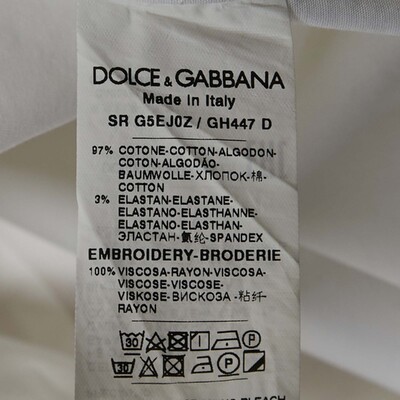 DOLCE & GABBANA
Made in Italy
SR G5EJ0Z / GH447 D
97% COTONE-COTTON-ALGODON-
COTON-ALGODÃO-
BAUMWOLLE-ХЛОПОК-棉-
COTTON
3% ELASTAN-ELASTANE-
ELASTANO-ELASTHANNE-
ELASTANO-ELASTHAN-
ЭЛАСТАН-氨纶-SPANDEX
EMBROIDERY-BRODERIE
100% VISCOSA-RAYON-VISCOSA-
VISCOSE-VISCOSE-
VISKOSE-ВИСКОЗА-粘纤-
RAYON
30 P
30 P
BLEACH